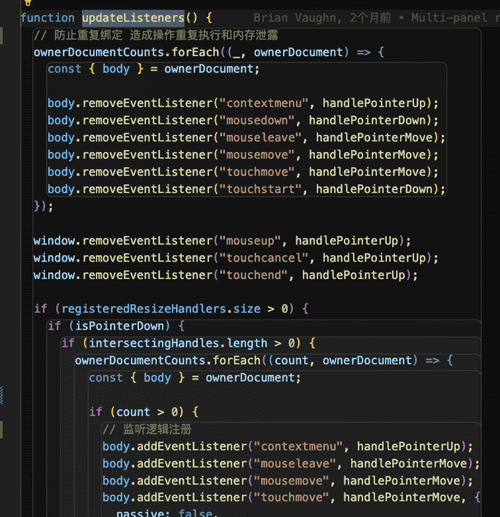 function updateListeners() {    Brian Vaughn, 2个月前 • Multi-panel r
// 防止重复绑定 造成操作重复执行和内存泄露
ownerDocumentCounts.forEach((_, ownerDocument) => {
const { body } = ownerDocument;
body.removeEventListener("contextmenu", handlePointerUp);
body.removeEventListener("mousedown", handlePointerDown);
body.removeEventListener("mouseleave", handlePointerMove);
body.removeEventListener("mousemove", handlePointerMove);
body.removeEventListener("touchmove", handlePointerMove);
body.removeEventListener("touchstart", handlePointerDown);
});
window.removeEventListener("mouseup", handlePointerUp);
window.removeEventListener("touchcancel", handlePointerUp);
window.removeEventListener("touchend", handlePointerUp);
if (registeredResizeHandlers.size > 0) {
if (isPointerDown) {
if (intersectingHandles.length > 0) {
ownerDocumentCounts.forEach((count, ownerDocument) => {
const { body } = ownerDocument;
if (count > 0) {
// 监听逻辑注册
body.addEventListener("contextmenu", handlePointerUp);
body.addEventListener("mouseleave", handlePointerMove);
body.addEventListener("mousemove", handlePointerMove);
body.addEventListener("touchmove", handlePointerMove, {
passive: false,